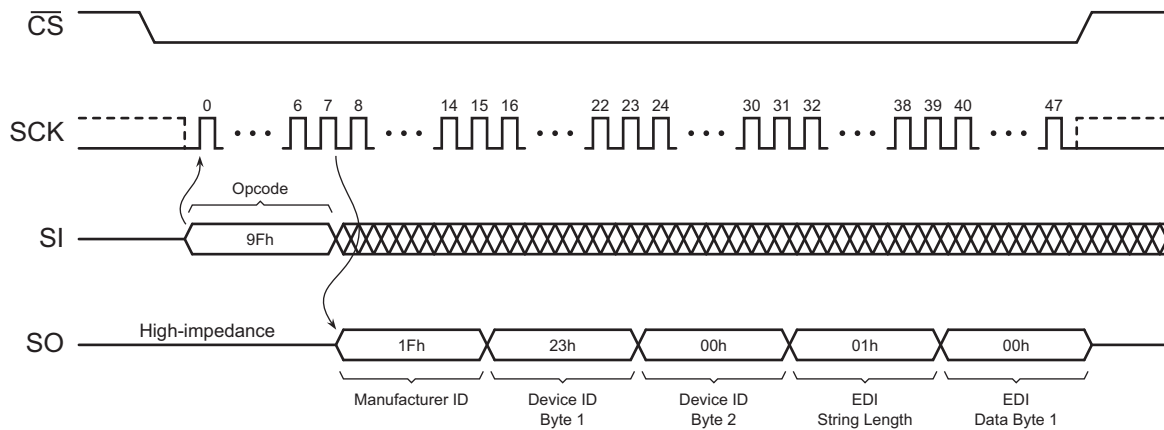 CS
0 6 7 8 14 15 16 22 23 24 30 31 32 38 39 40 47
SCK
Opcode
SI
9Fh
High-impedance
SO
1Fh 23h 00h 01h 00h
Manufacturer ID Device ID Device ID EDI EDI
Byte 1 Byte 2 String Length Data Byte 1